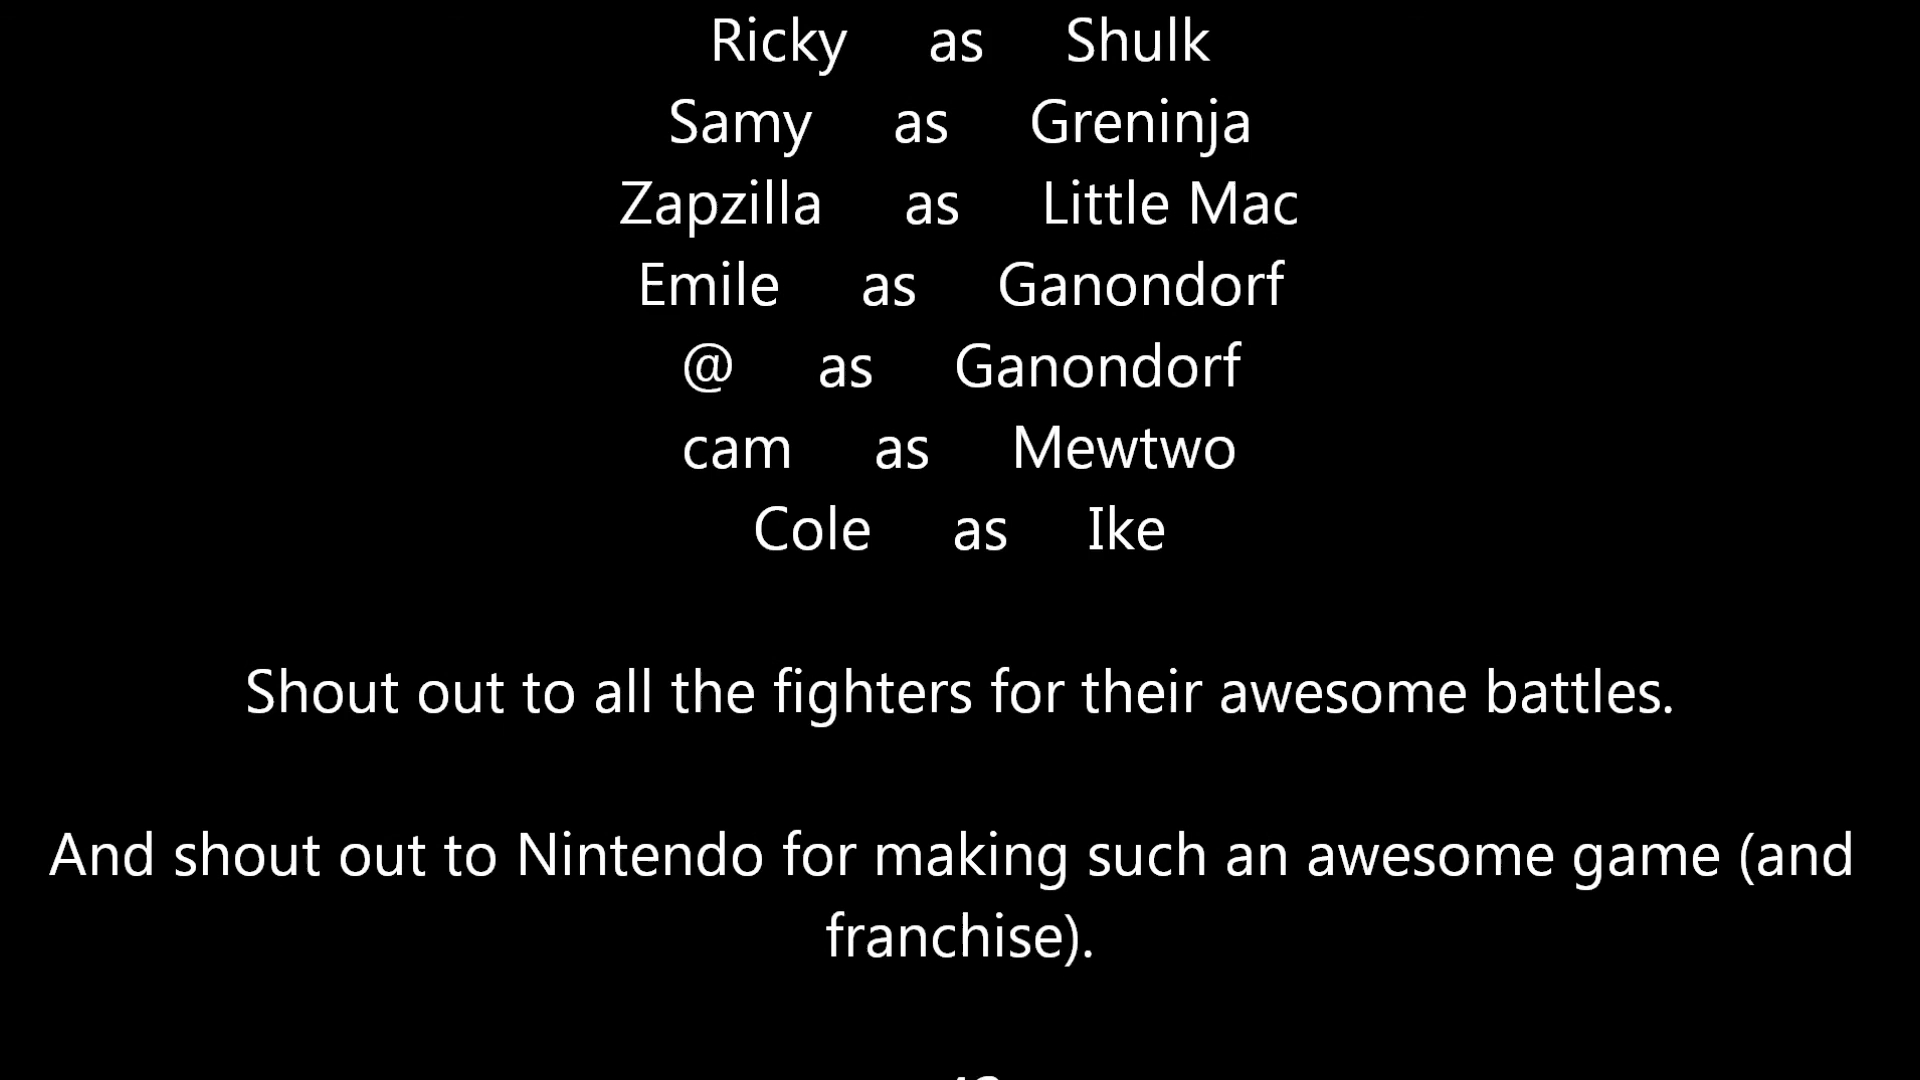 Ricky as Shulk
Samy as Greninja
Zapzilla as Little Mac
Emile as Ganondorf
@ as Ganondorf
cam as Mewtwo
Cole as Ike
Shout out to all the fighters for their awesome battles.
And shout out to Nintendo for making such an awesome game (and
franchise).